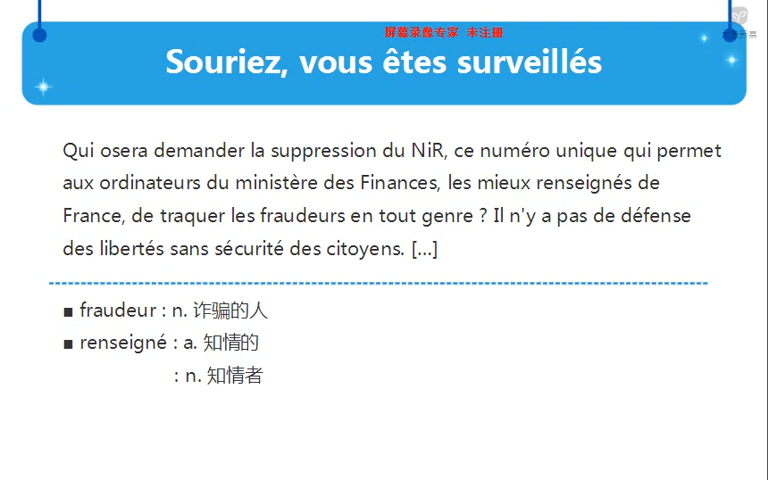 屏幕录像专家 未注册
Souriez, vous êtes surveillés
Qui osera demander la suppression du NiR, ce numéro unique qui permet
aux ordinateurs du ministère des Finances, les mieux renseignés de
France, de traquer les fraudeurs en tout genre ? Il n'y a pas de défense
des libertés sans sécurité des citoyens. [...]
■ fraudeur : n. 诈骗的人
■ renseigné : a. 知情的
: n. 知情者